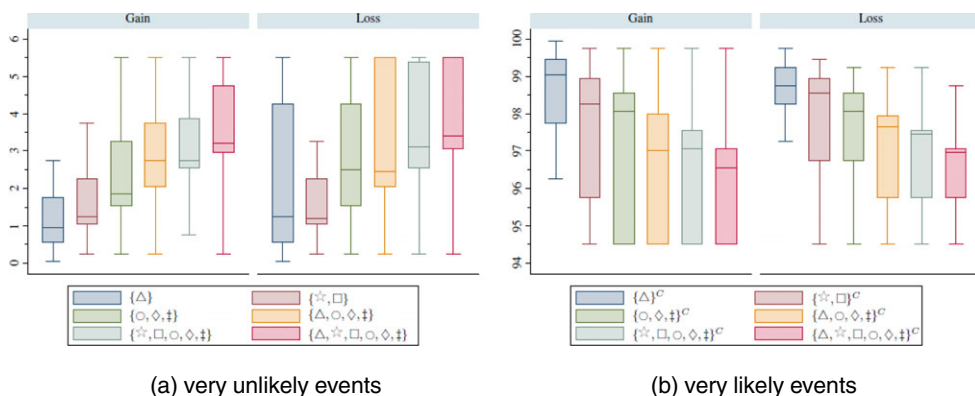 Gain Loss
6
5
4
3
2
1
0
{△} {☆,□}
{○,◇,‡} {△,○,◇,‡}
{☆,□,○,◇,‡} {△,☆,□,○,◇,‡}
(a) very unlikely events
Gain Loss
100
99
98
97
96
95
94
{△}ᶜ {☆,□}ᶜ
{○,◇,‡}ᶜ {△,○,◇,‡}ᶜ
{☆,□,○,◇,‡}ᶜ {△,☆,□,○,◇,‡}ᶜ
(b) very likely events